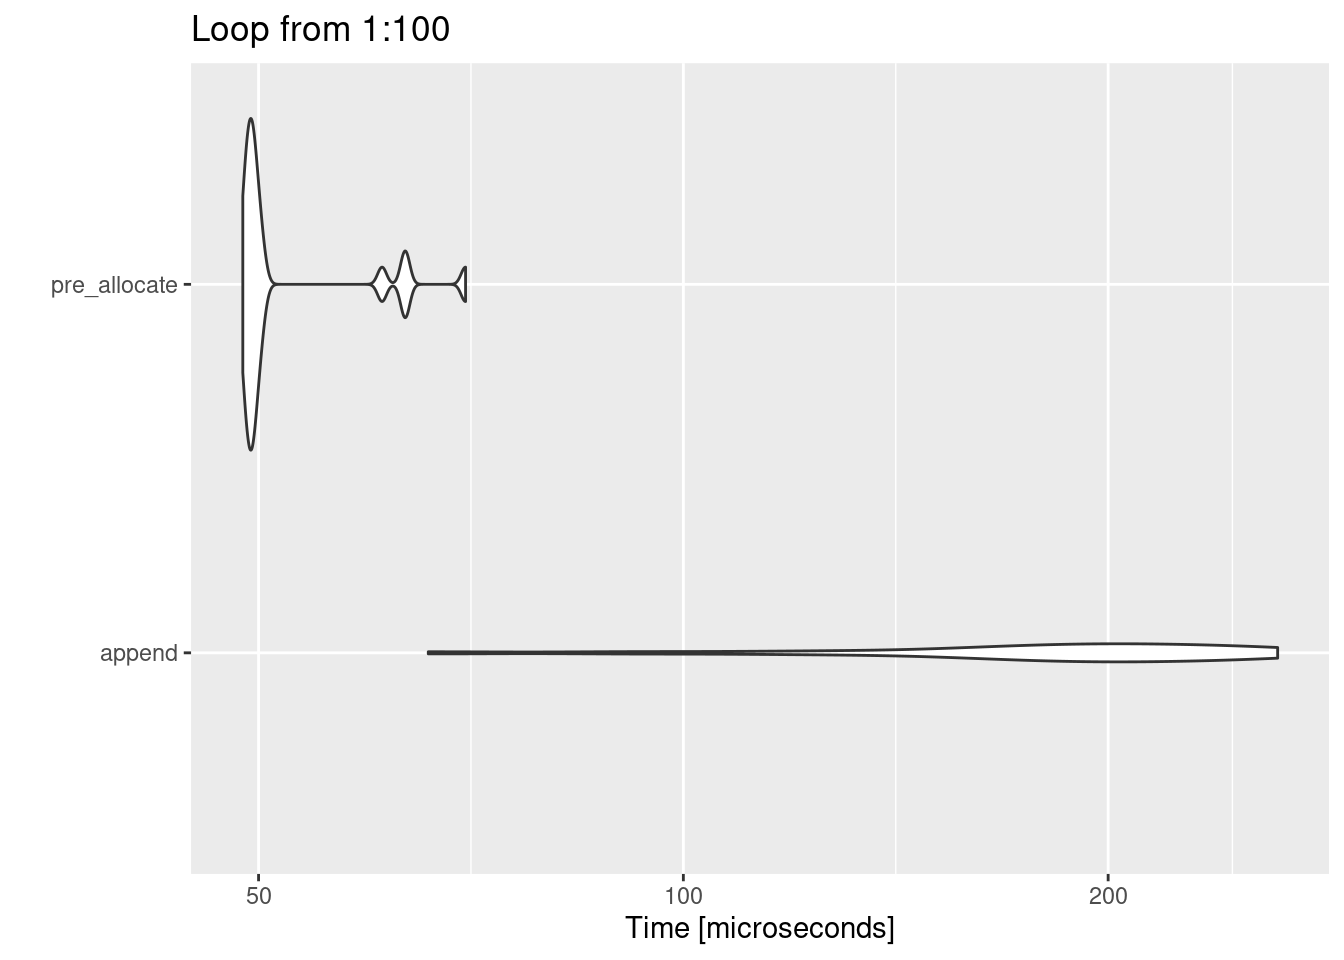 Loop from 1:100
pre_allocate
append
50 100 200
Time [microseconds]